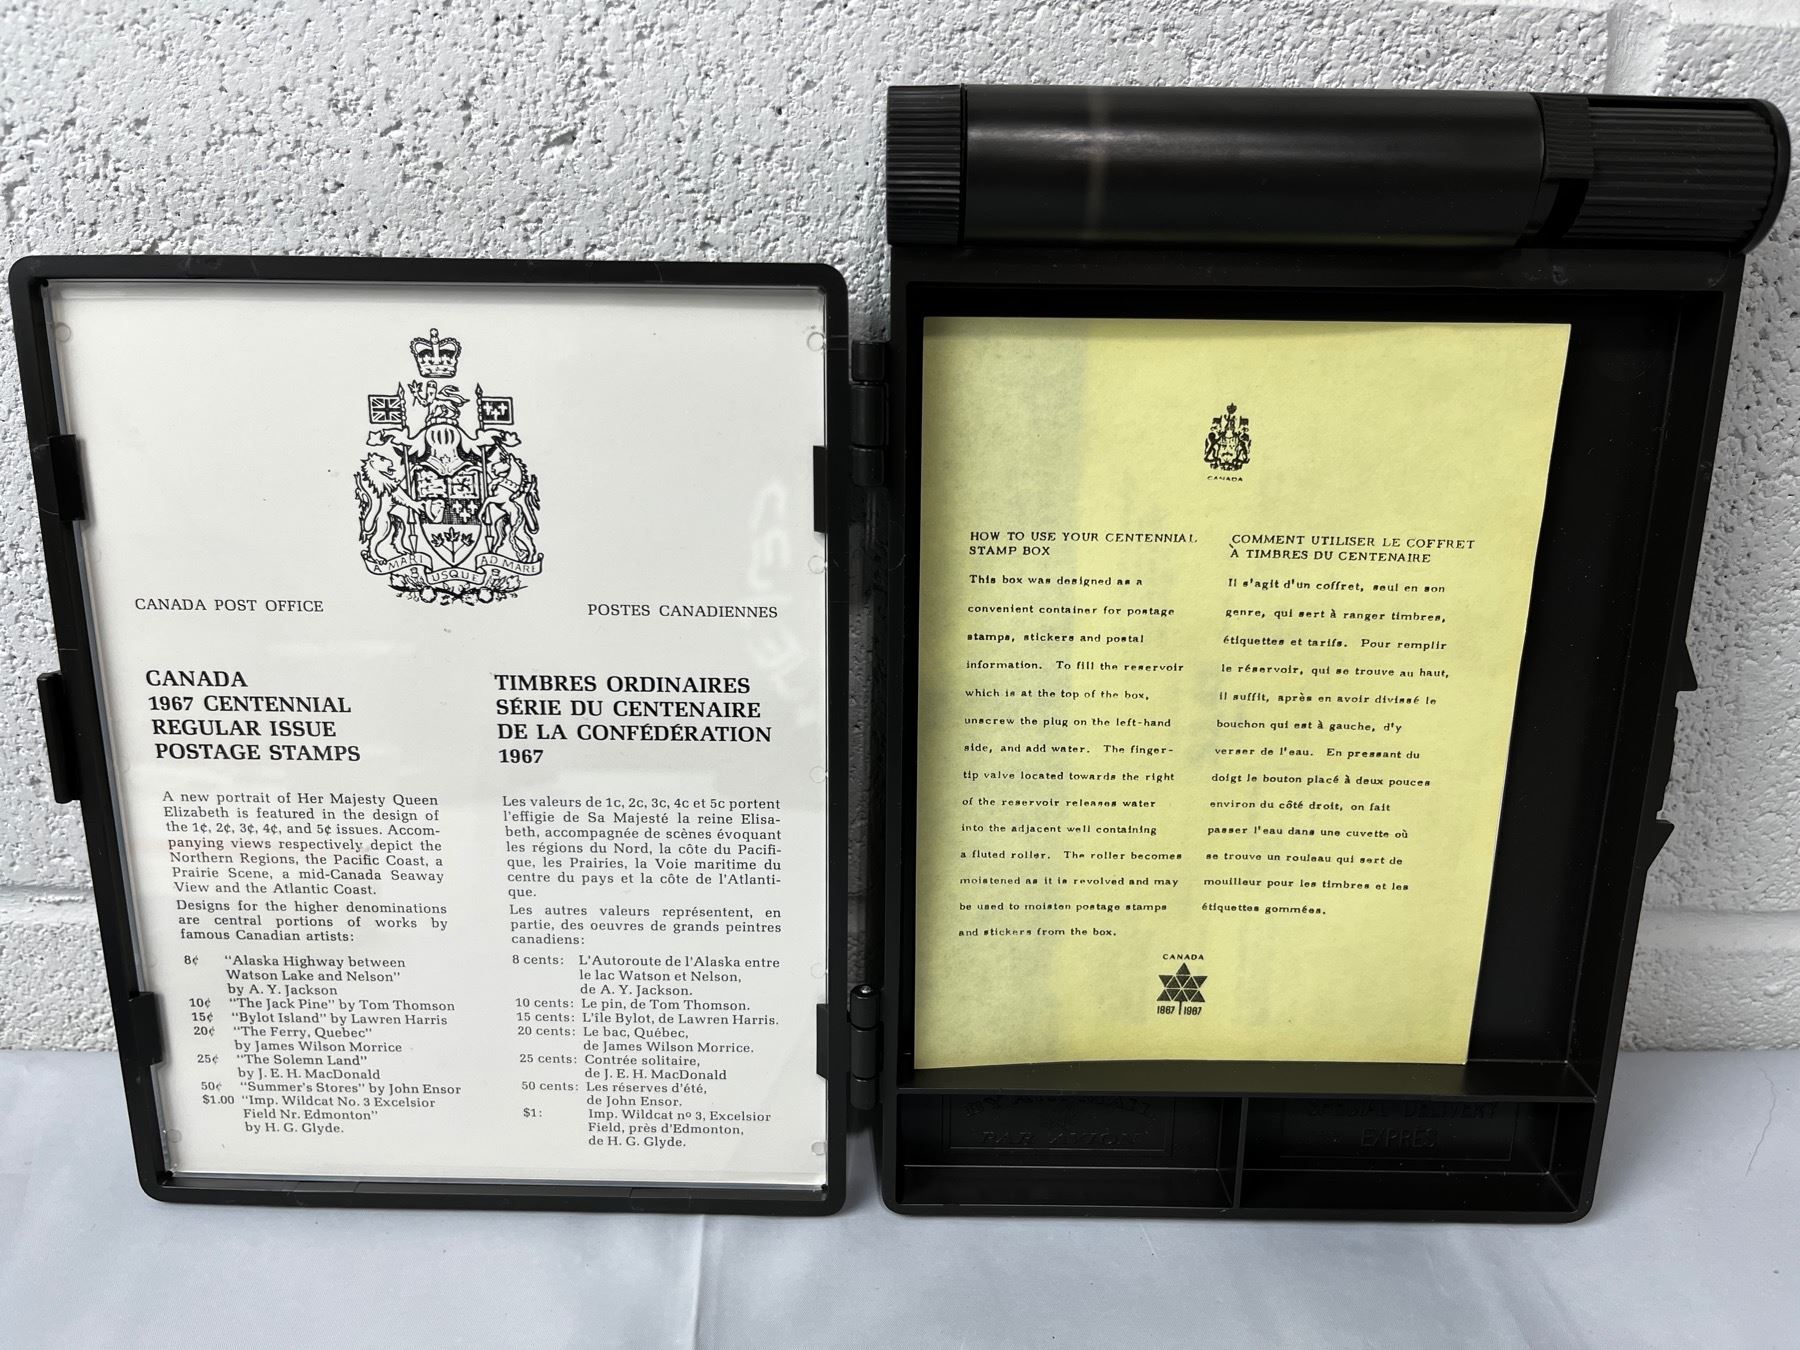 A MARI USQUE AD MARE
CANADA POST OFFICE
POSTES CANADIENNES
CANADA
1967 CENTENNIAL
REGULAR ISSUE
POSTAGE STAMPS
A new portrait of Her Majesty Queen
Elizabeth is featured in the design of
the 1¢, 2¢, 3¢, 4¢, and 5¢ issues. Accom-
panying views respectively depict the
Northern Regions, the Pacific Coast, a
Prairie Scene, a mid-Canada Seaway
View and the Atlantic Coast.
Designs for the higher denominations
are central portions of works by
famous Canadian artists:
8¢ "Alaska Highway between
Watson Lake and Nelson"
by A. Y. Jackson
10¢ "The Jack Pine" by Tom Thomson
15¢ "Bylot Island" by Lawren Harris
20¢ "The Ferry, Quebec"
by James Wilson Morrice
25¢ "The Solemn Land"
by J. E. H. MacDonald
50¢ "Summer's Stores" by John Ensor
$1.00 "Imp. Wildcat No. 3 Excelsior
Field Nr. Edmonton"
by H. G. Glyde.
TIMBRES ORDINAIRES
SÉRIE DU CENTENAIRE
DE LA CONFÉDÉRATION
1967
Les valeurs de 1c, 2c, 3c, 4c et 5c portent
l'effigie de Sa Majesté la reine Elisa-
beth, accompagnée de scènes évoquant
les régions du Nord, la côte du Pacifi-
que, les Prairies, la Voie maritime du
centre du pays et la côte de l'Atlanti-
que.
Les autres valeurs représentent, en
partie, des oeuvres de grands peintres
canadiens:
8 cents: L'Autoroute de l'Alaska entre
le lac Watson et Nelson,
de A. Y. Jackson.
10 cents: Le pin, de Tom Thomson.
15 cents: L'île Bylot, de Lawren Harris.
20 cents: Le bac, Québec,
de James Wilson Morrice.
25 cents: Contrée solitaire,
de J. E. H. MacDonald
50 cents: Les réserves d'été,
de John Ensor.
$1: Imp. Wildcat nº 3, Excelsior
Field, près d'Edmonton,
de H. G. Glyde.
CANADA
HOW TO USE YOUR CENTENNIAL
STAMP BOX
This box was designed as a
convenient container for postage
stamps, stickers and postal
information. To fill the reservoir
which is at the top of the box,
unscrew the plug on the left-hand
side, and add water. The finger-
tip valve located towards the right
of the reservoir releases water
into the adjacent well containing
a fluted roller. The roller becomes
moistened as it is revolved and may
be used to moisten postage stamps
and stickers from the box.
COMMENT UTILISER LE COFFRET
À TIMBRES DU CENTENAIRE
Il s'agit d'un coffret, seul en son
genre, qui sert à ranger timbres,
étiquettes et tarifs. Pour remplir
le réservoir, qui se trouve au haut,
il suffit, après en avoir divissé le
bouchon qui est à gauche, d'y
verser de l'eau. En pressant du
doigt le bouton placé à deux pouces
environ du côté droit, on fait
passer l'eau dans une cuvette où
se trouve un rouleau qui sert de
mouilleur pour les timbres et les
étiquettes gommées.
CANADA
1867 1967
BY AIR MAIL
PAR AVION
SPECIAL DELIVERY
EXPRÈS